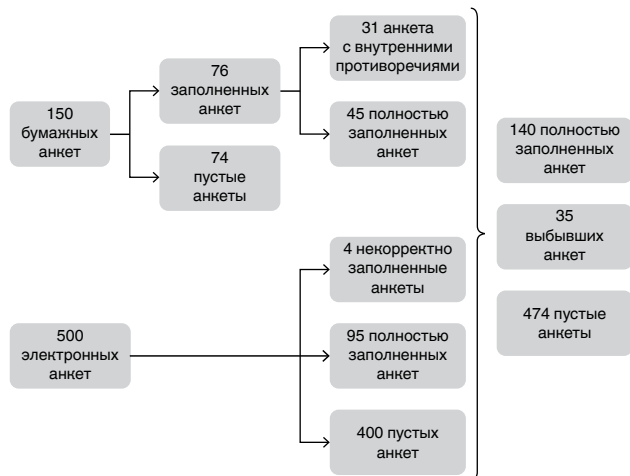 150
бумажных
анкет
76
заполненных
анкет
74
пустые
анкеты
31 анкета
с внутренними
противоречиями
45 полностью
заполненных
анкет
500
электронных
анкет
4 некорректно
заполненные
анкеты
95 полностью
заполненных
анкет
400 пустых
анкет
140 полностью
заполненных
анкет
35
выбывших
анкет
474 пустые
анкеты